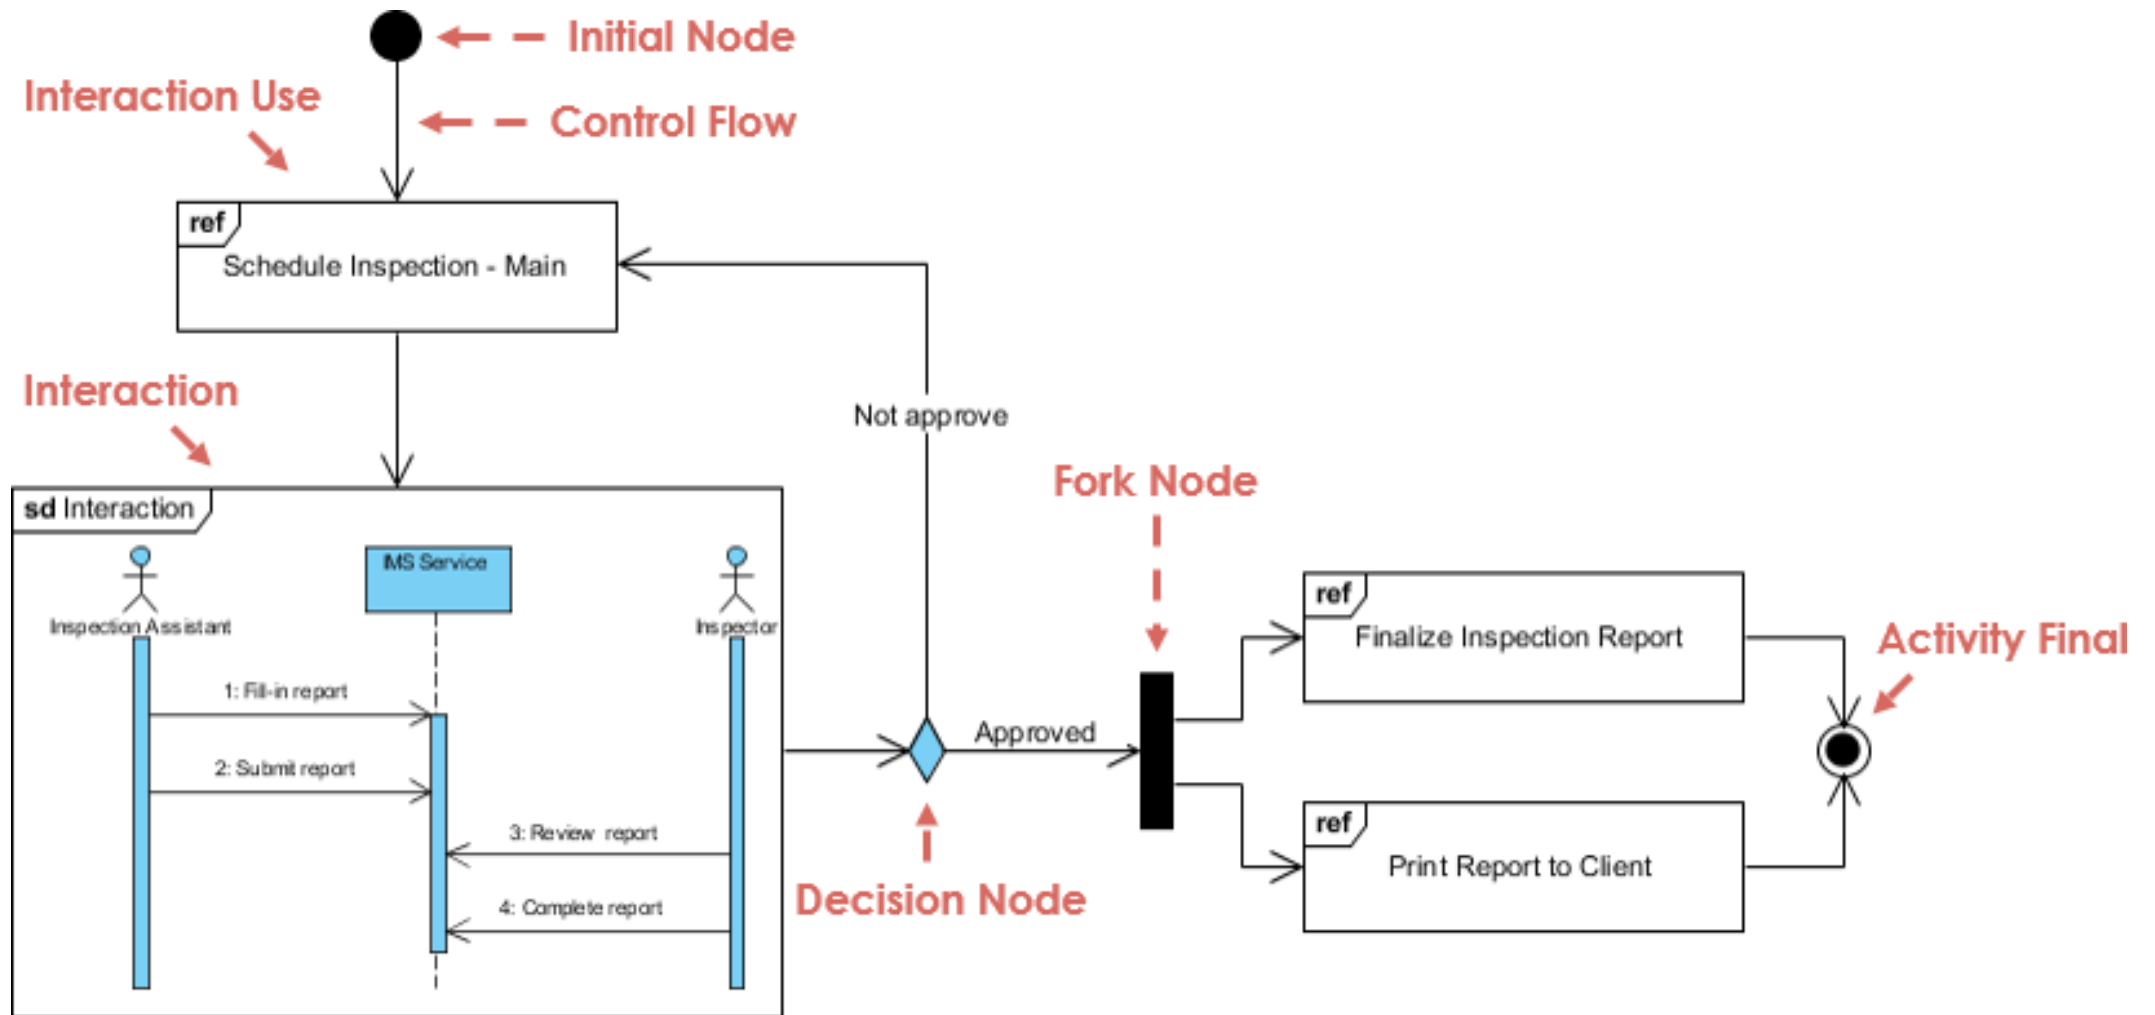 Initial Node
Interaction Use
Control Flow
ref
Schedule Inspection - Main
Interaction
Not approve
Fork Node
sd Interaction
IMS Service
Inspection Assistant
Inspector
1: Fill-in report
2: Submit report
3: Review report
4: Complete report
Approved
Decision Node
ref
Finalize Inspection Report
Activity Final
ref
Print Report to Client